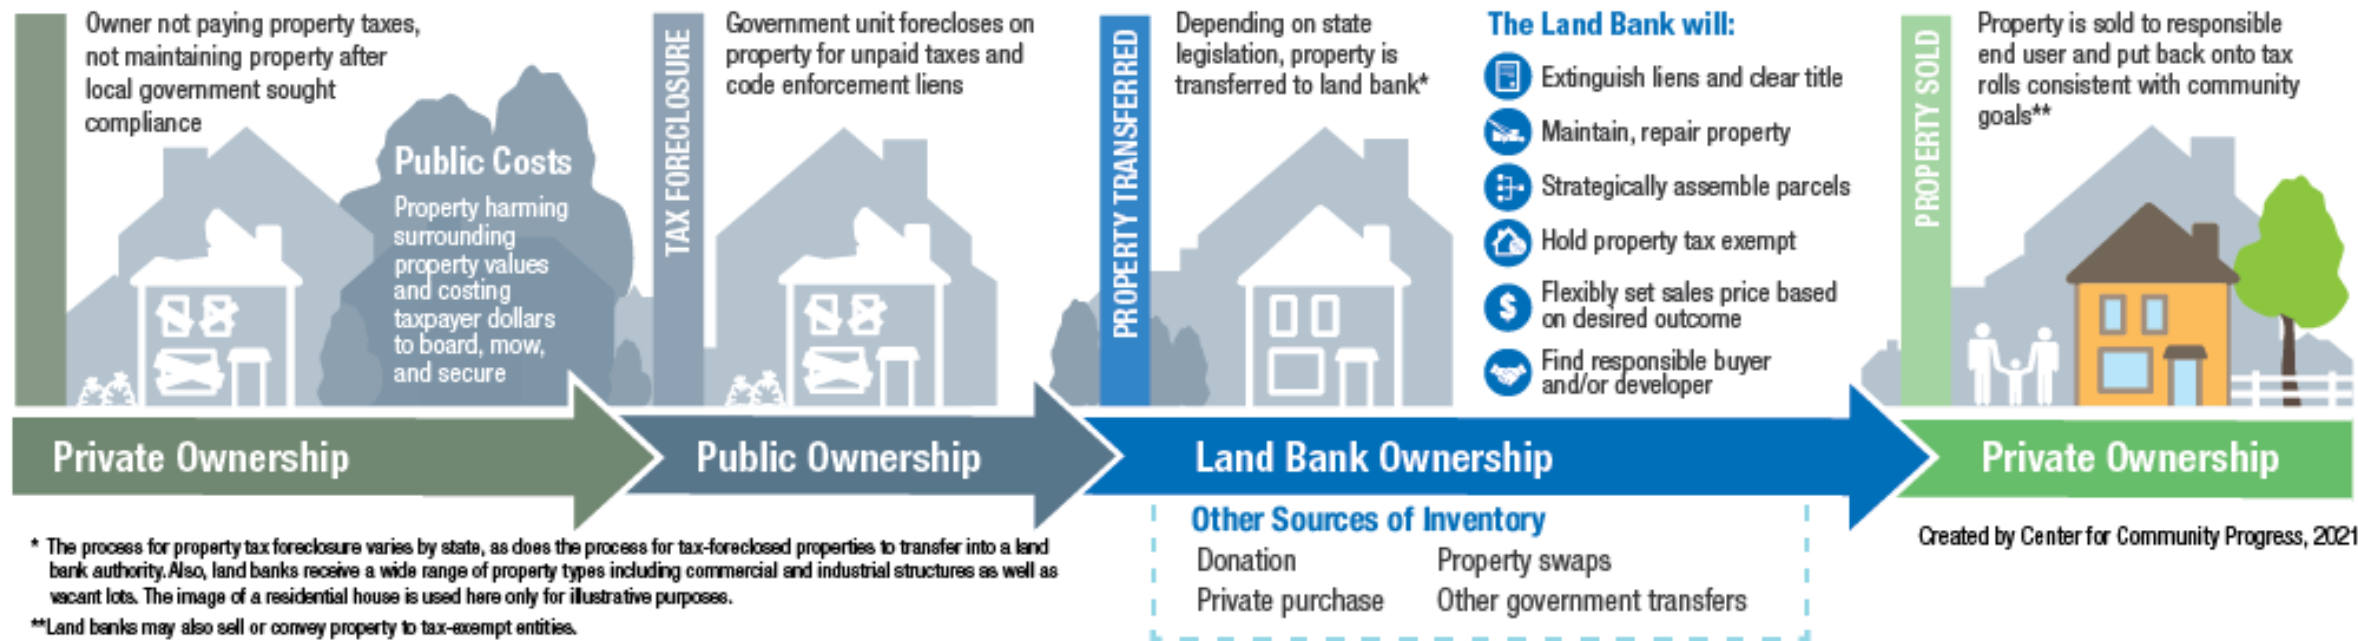 Owner not paying property taxes,
not maintaining property after
local government sought
compliance
Public Costs
Property harming
surrounding
property values
and costing
taxpayer dollars
to board, mow,
and secure
TAX FORECLOSURE
Government unit forecloses on
property for unpaid taxes and
code enforcement liens
PROPERTY TRANSFERRED
Depending on state
legislation, property is
transferred to land bank*
The Land Bank will:
Extinguish liens and clear title
Maintain, repair property
Strategically assemble parcels
Hold property tax exempt
$
Flexibly set sales price based
on desired outcome
Find responsible buyer
and/or developer
PROPERTY SOLD
Property is sold to responsible
end user and put back onto tax
rolls consistent with community
goals**
Private Ownership
Public Ownership
Land Bank Ownership
Private Ownership
Other Sources of Inventory
Donation
Property swaps
Private purchase
Other government transfers
* The process for property tax foreclosure varies by state, as does the process for tax-foreclosed properties to transfer into a land
bank authority. Also, land banks receive a wide range of property types including commercial and industrial structures as well as
vacant lots. The image of a residential house is used here only for illustrative purposes.
**Land banks may also sell or convey property to tax-exempt entities.
Created by Center for Community Progress, 2021